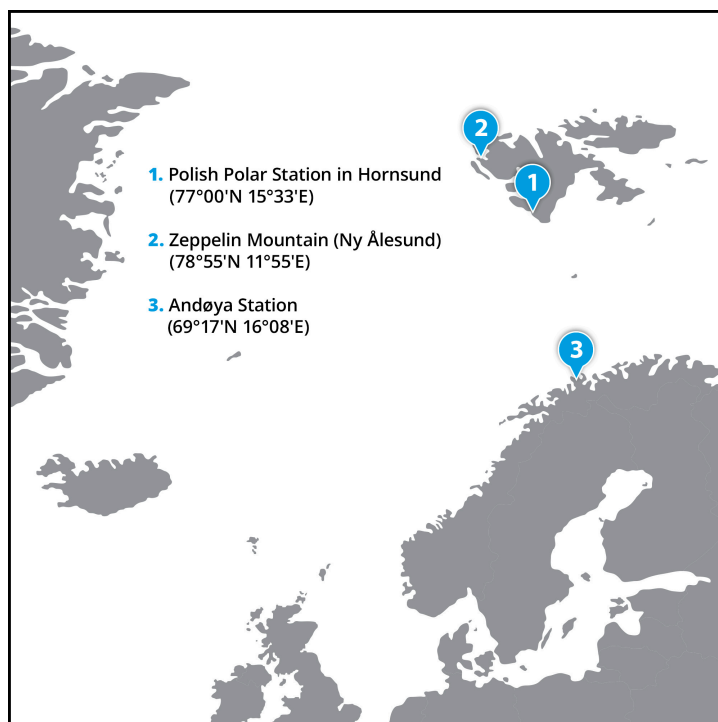 2
1
1. Polish Polar Station in Hornsund
(77°00'N 15°33'E)
2. Zeppelin Mountain (Ny Ålesund)
(78°55'N 11°55'E)
3. Andøya Station
(69°17'N 16°08'E)
3